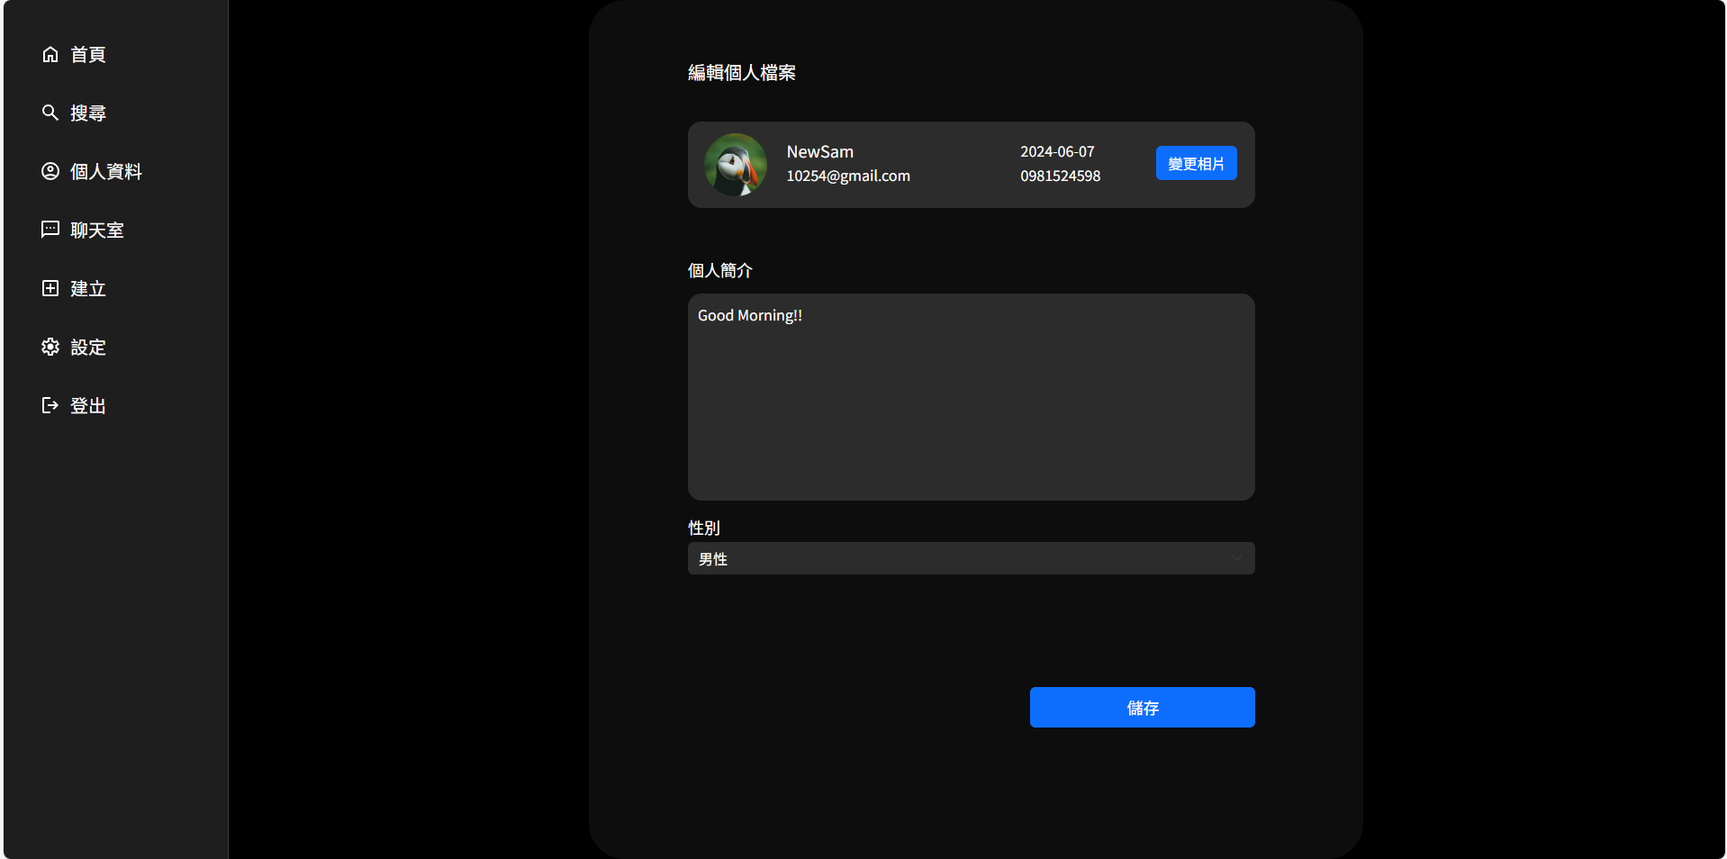 首頁
搜尋
個人資料
聊天室
建立
設定
登出
編輯個人檔案
NewSam
10254@gmail.com
2024-06-07
0981524598
變更相片
個人簡介
Good Morning!!
性別
男性
儲存